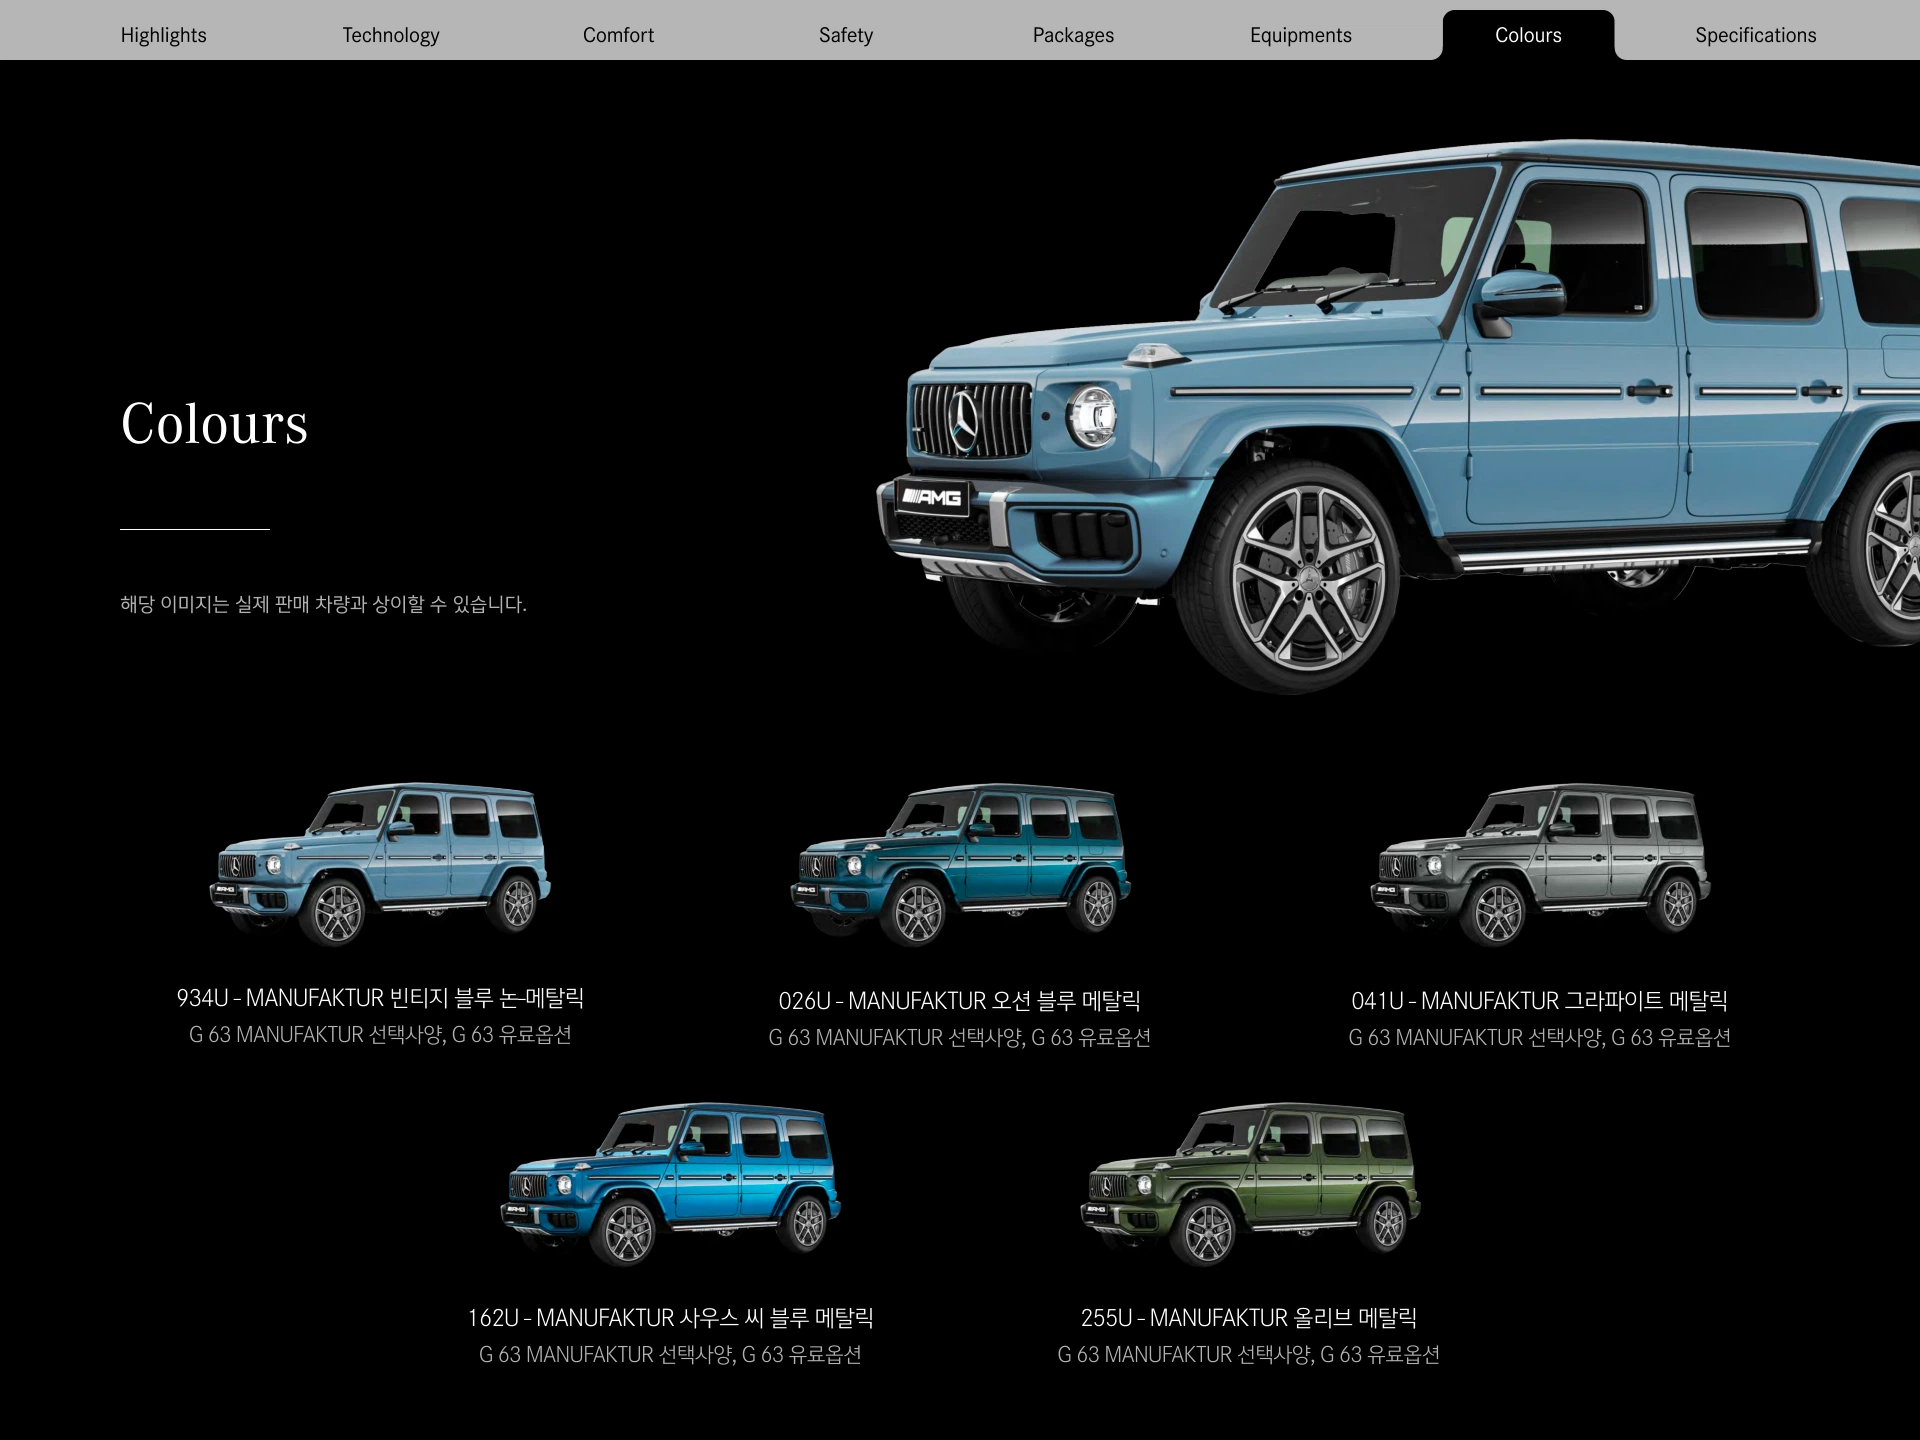 Highlights
Technology
Comfort
Safety
Packages
Equipments
Colours
Specifications
Colours
AMG
해당 이미지는 실제 판매 차량과 상이할 수 있습니다.
AMG
AMG
AMG
934U - MANUFAKTUR 빈티지 블루 논-메탈릭
G 63 MANUFAKTUR 선택사양, G 63 유료옵션
026U - MANUFAKTUR 오션 블루 메탈릭
G 63 MANUFAKTUR 선택사양, G 63 유료옵션
041U - MANUFAKTUR 그라파이트 메탈릭
G 63 MANUFAKTUR 선택사양, G 63 유료옵션
AMG
AMG
162U - MANUFAKTUR 사우스 씨 블루 메탈릭
G 63 MANUFAKTUR 선택사양, G 63 유료옵션
255U - MANUFAKTUR 올리브 메탈릭
G 63 MANUFAKTUR 선택사양, G 63 유료옵션